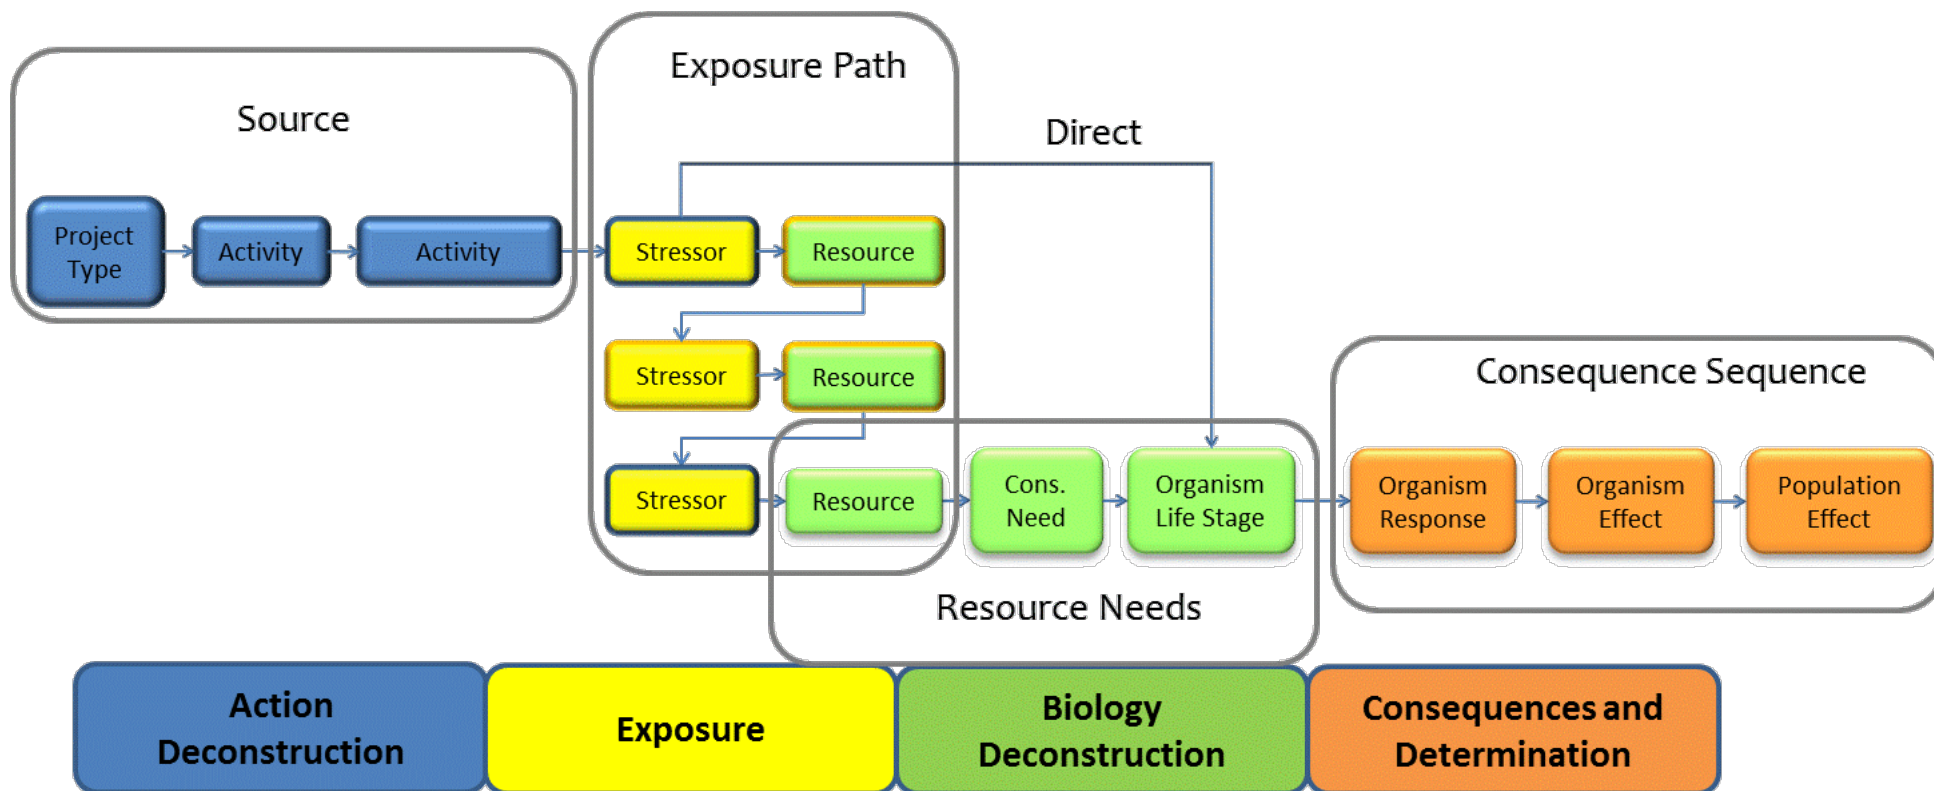 Exposure Path
Source
Direct
Project
Type
Activity
Activity
Stressor
Resource
Stressor
Resource
Consequence Sequence
Stressor
Resource
Cons.
Need
Organism
Life Stage
Organism
Response
Organism
Effect
Population
Effect
Resource Needs
Action
Deconstruction
Exposure
Biology
Deconstruction
Consequences and
Determination